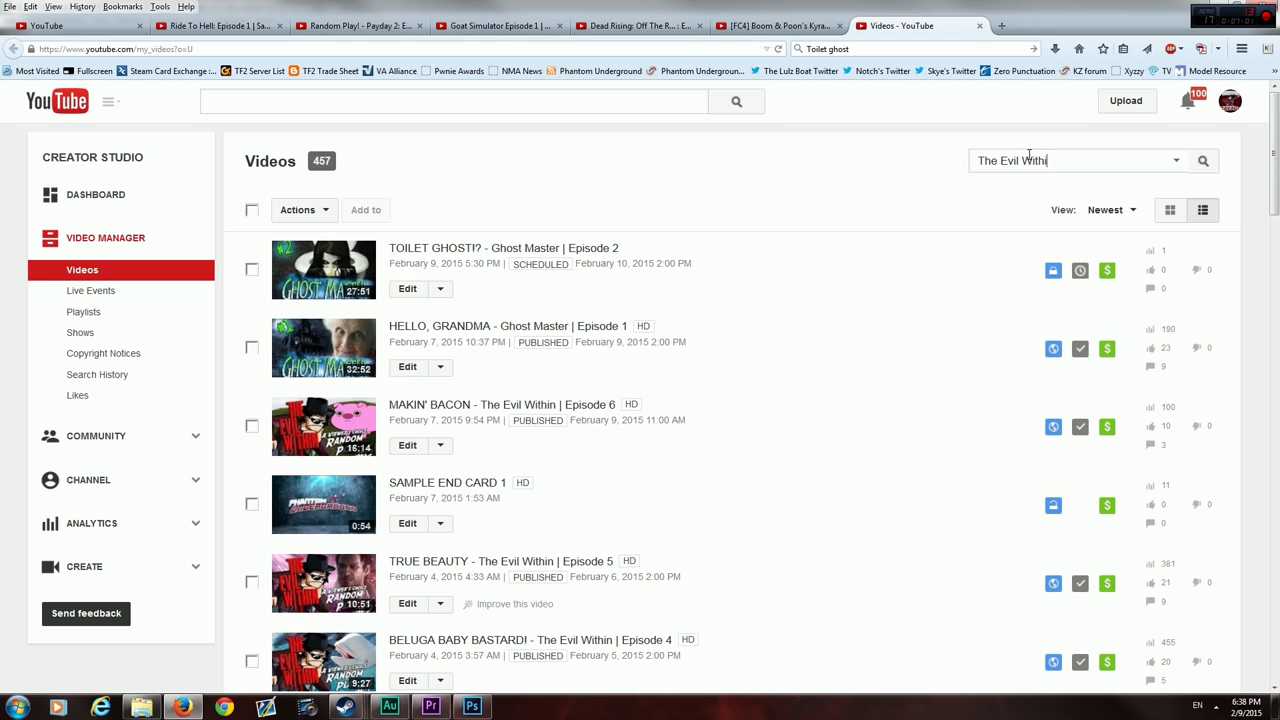 File Edit View History Bookmarks Tools Help
YouTube × Ride To Hell: Episode 1 | Sa... × Random Play! - Payday 2: E... × Goat Simulator × Dead Rising: Off The R...: E... × YouTube - × Videos - YouTube × +
https://www.youtube.com/my_videos?o=U Toilet ghost
Most Visited Fullscreen Steam Card Exchange :... TF2 Server List TF2 Trade Sheet VA Alliance Pwnie Awards NMA News Phantom Underground Phantom Undergroun... The Lulz Boat Twitter Notch's Twitter Skye's Twitter Zero Punctuation KZ forum Xyzzy TV Model Resource
YouTube Upload 100
CREATOR STUDIO
DASHBOARD
VIDEO MANAGER
Videos
Live Events
Playlists
Shows
Copyright Notices
Search History
Likes
COMMUNITY
CHANNEL
ANALYTICS
CREATE
Send feedback
Videos 457 The Evil Withi
Actions Add to View: Newest
#2 GHOST MA 27:51
TOILET GHOST!? - Ghost Master | Episode 2
February 9, 2015 5:30 PM | SCHEDULED February 10, 2015 2:00 PM
Edit
1
0 0
0
GHOST MA 32:52
HELLO, GRANDMA - Ghost Master | Episode 1 HD
February 7, 2015 10:37 PM | PUBLISHED February 9, 2015 2:00 PM
Edit
190
23 0
9
RANDOM P 16:14
MAKIN' BACON - The Evil Within | Episode 6 HD
February 7, 2015 9:54 PM | PUBLISHED February 9, 2015 11:00 AM
Edit
100
10 0
3
PHANTOM UNDERGROUND 0:54
SAMPLE END CARD 1 HD
February 7, 2015 1:53 AM
Edit
11
0 0
0
RANDOM P 10:51
TRUE BEAUTY - The Evil Within | Episode 5 HD
February 4, 2015 4:33 AM | PUBLISHED February 6, 2015 2:00 PM
Edit Improve this video
381
21 0
9
RANDOM 9:27
BELUGA BABY BASTARD! - The Evil Within | Episode 4 HD
February 4, 2015 3:57 AM | PUBLISHED February 5, 2015 2:00 PM
Edit
455
20 0
5
Au Pr Ps EN 6:38 PM
2/9/2015